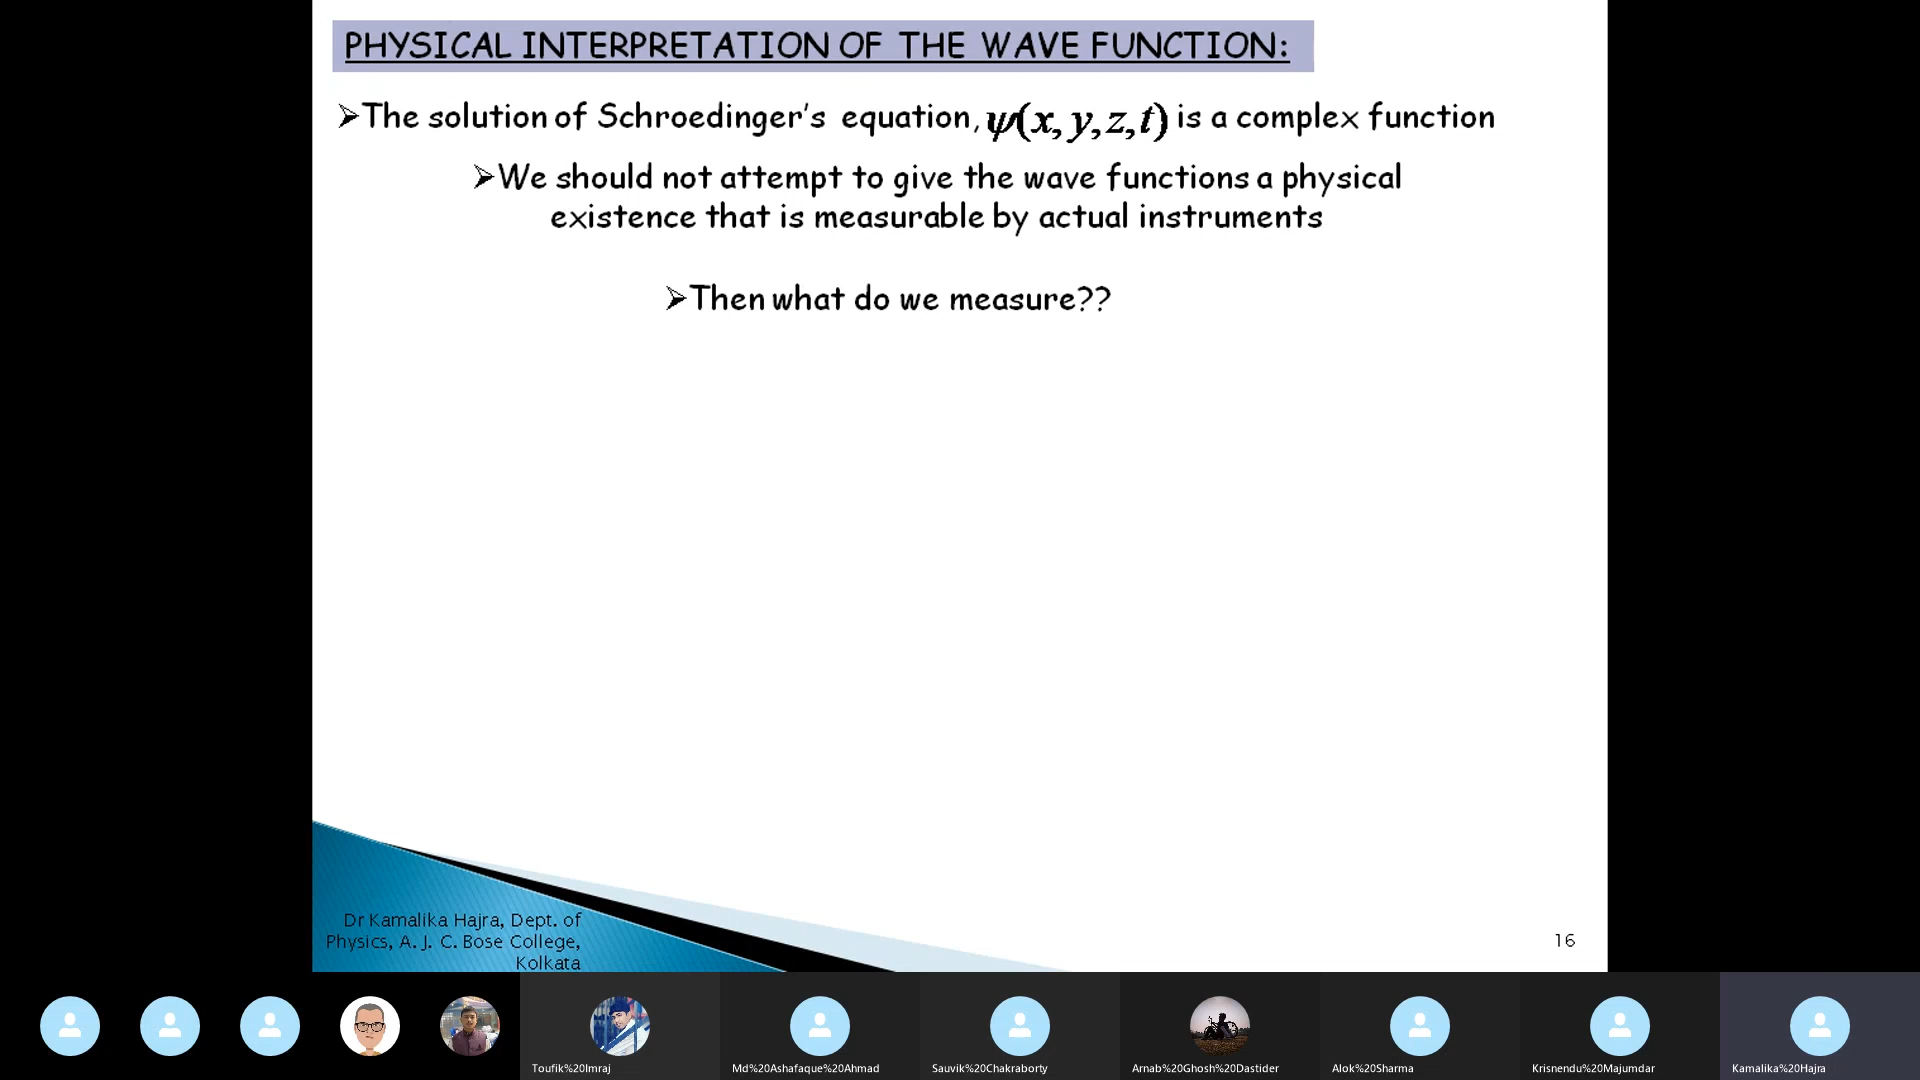 PHYSICAL INTERPRETATION OF THE WAVE FUNCTION:
➢The solution of Schroedinger's equation, ψ(x, y, z, t) is a complex function
➢We should not attempt to give the wave functions a physical
existence that is measurable by actual instruments
➢Then what do we measure??
Dr Kamalika Hajra, Dept. of
Physics, A. J. C. Bose College,
Kolkata
16
Toufik%20Imraj
Md%20Ashafaque%20Ahmad
Sauvik%20Chakraborty
Arnab%20Ghosh%20Dastider
Alok%20Sharma
Krisnendu%20Majumdar
Kamalika%20Hajra